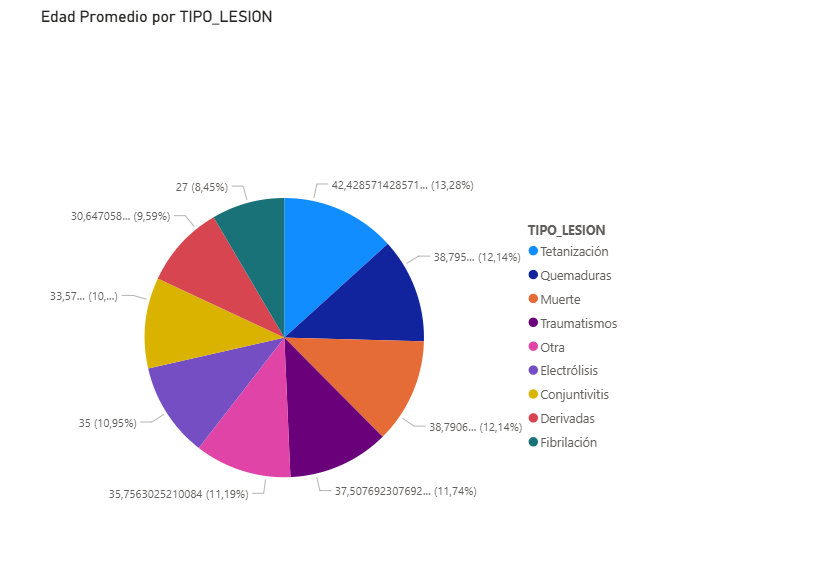 Edad Promedio por TIPO_LESION
27 (8,45%)
42,428571428571... (13,28%)
30,647058... (9,59%)
38,795... (12,14%)
33,57... (10,...)
38,7906... (12,14%)
35 (10,95%)
35,7563025210084 (11,19%)
37,507692307692... (11,74%)
TIPO_LESION
Tetanización
Quemaduras
Muerte
Traumatismos
Otra
Electrólisis
Conjuntivitis
Derivadas
Fibrilación